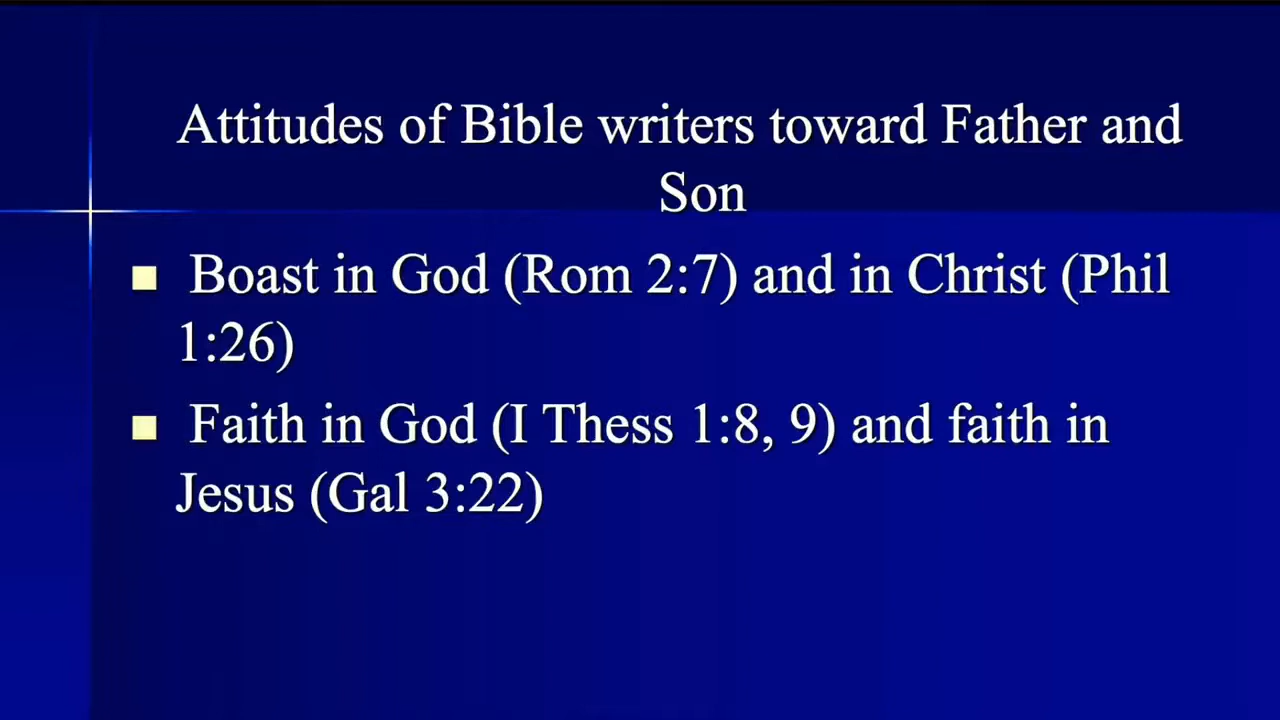 Attitudes of Bible writers toward Father and
Son
Boast in God (Rom 2:7) and in Christ (Phil
1:26)
Faith in God (I Thess 1:8, 9) and faith in
Jesus (Gal 3:22)